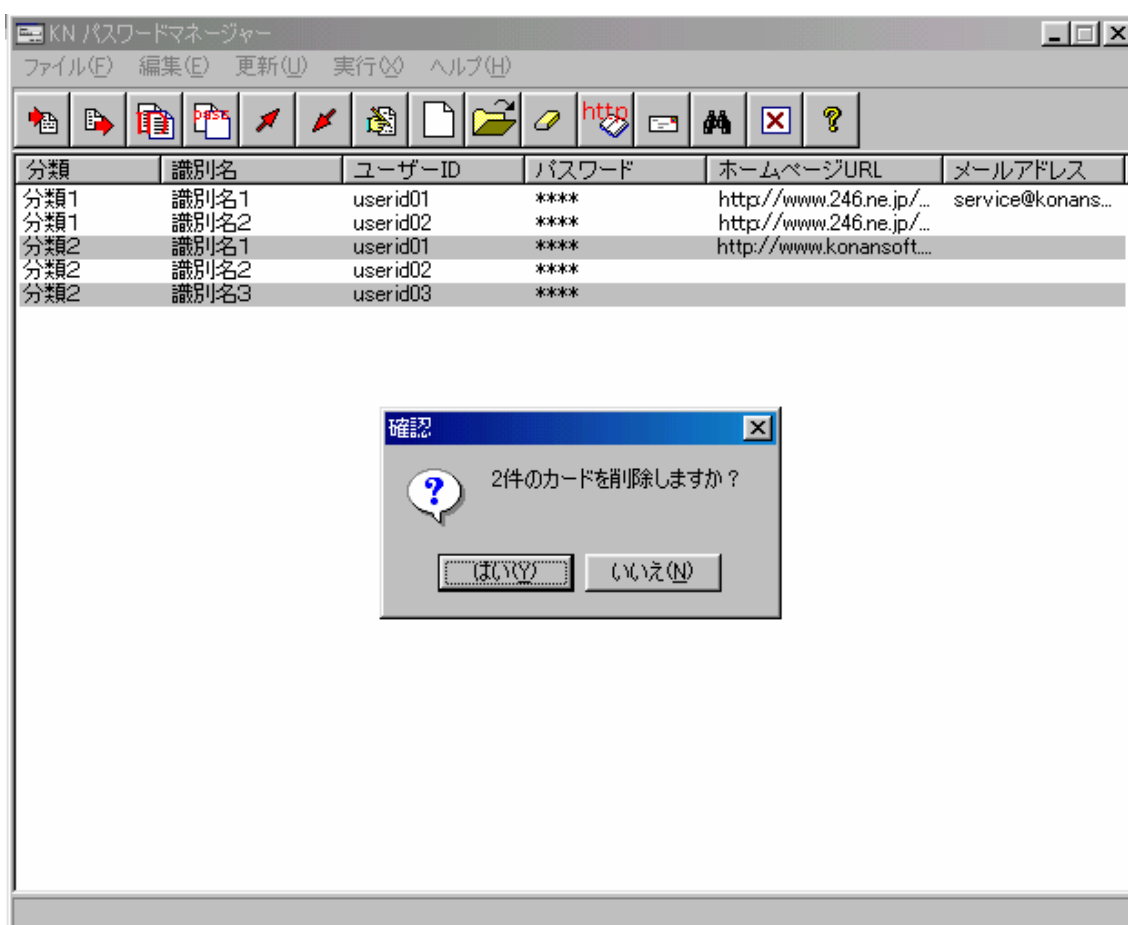 KN パスワードマネージャー
ファイル(F) 編集(E) 更新(U) 実行(X) ヘルプ(H)
http
分類 識別名 ユーザーID パスワード ホームページURL メールアドレス
分類1 識別名1 userid01 **** http://www.246.ne.jp/... service@konans...
分類1 識別名2 userid02 **** http://www.246.ne.jp/...
分類2 識別名1 userid01 **** http://www.konansoft....
分類2 識別名2 userid02 ****
分類2 識別名3 userid03 ****
確認
2件のカードを削除しますか？
はい(Y) いいえ(N)